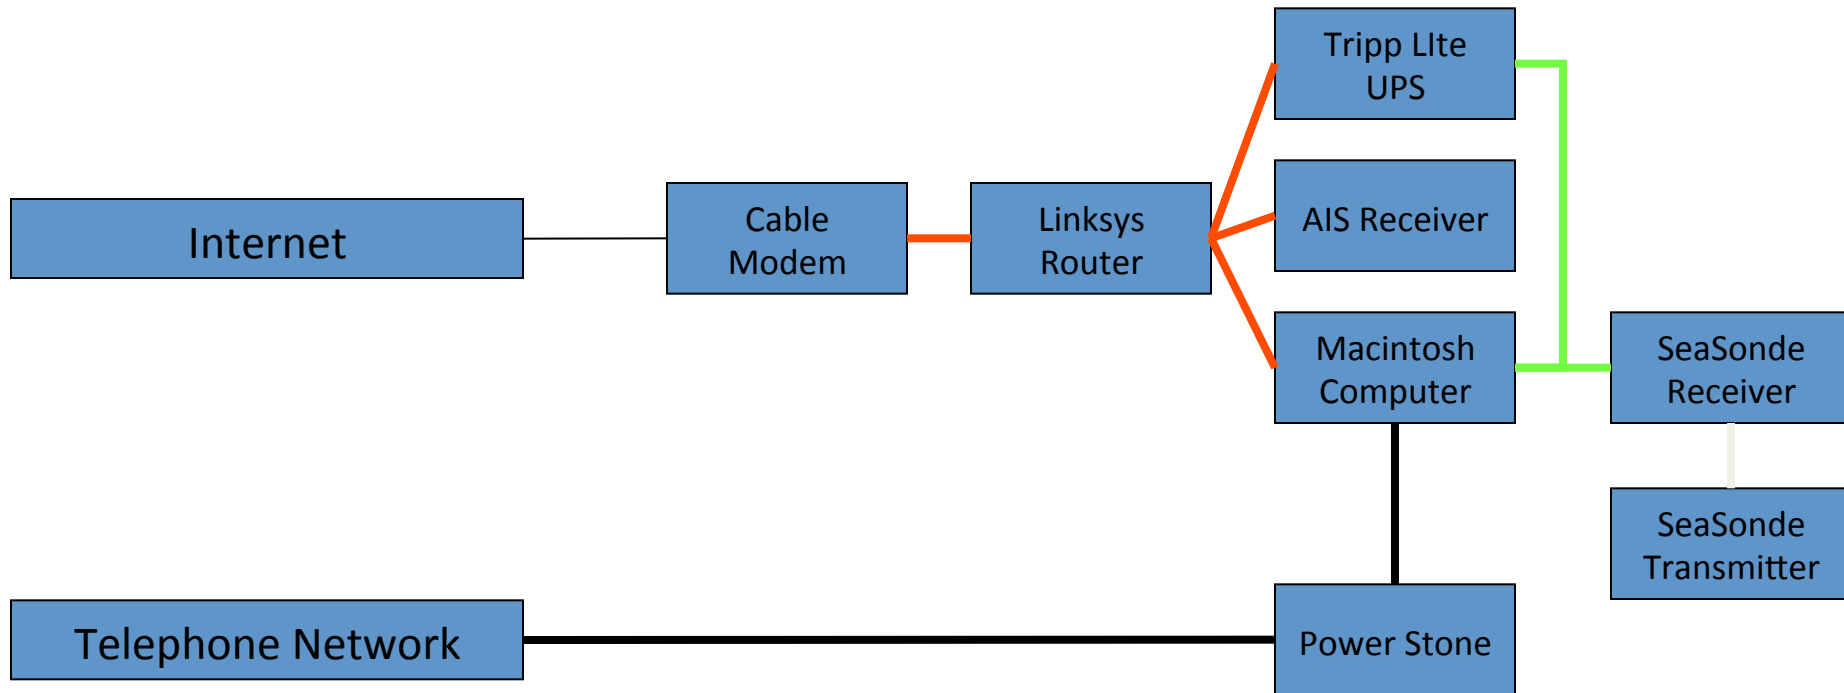 Tripp LIte
UPS
Internet
Cable
Modem
Linksys
Router
AIS Receiver
Macintosh
Computer
SeaSonde
Receiver
SeaSonde
Transmitter
Telephone Network
Power Stone